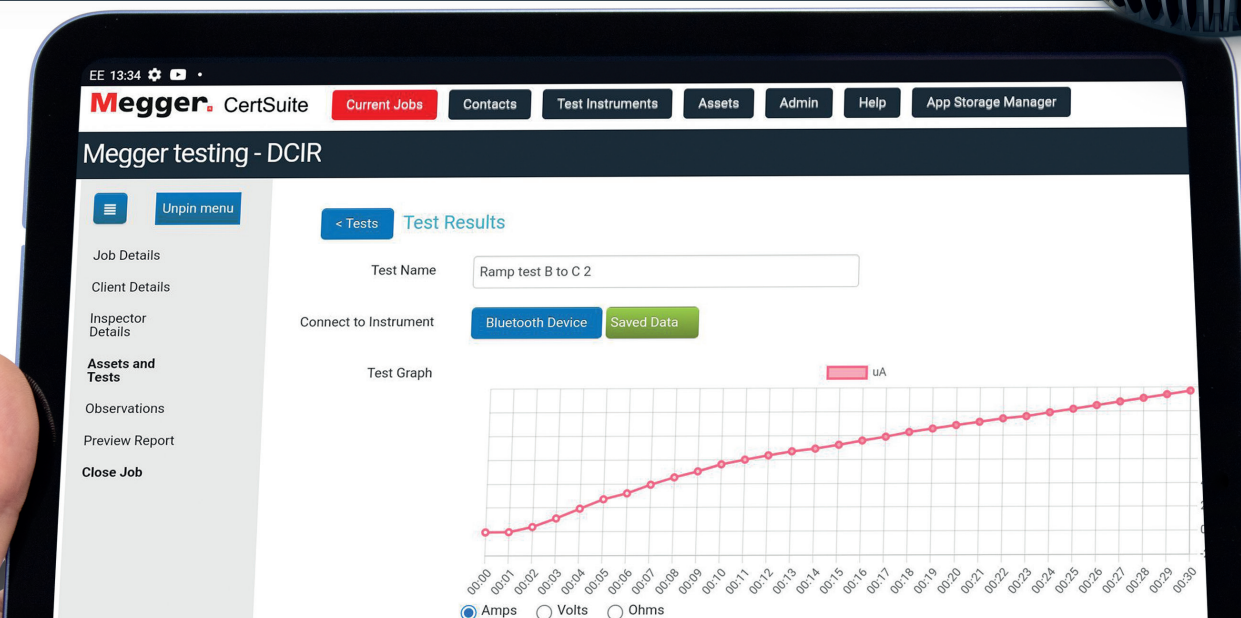 EE 13:34
Megger. CertSuite Current Jobs Contacts Test Instruments Assets Admin Help App Storage Manager
Megger testing - DCIR
Unpin menu
< Tests Test Results
Job Details
Test Name Ramp test B to C 2
Client Details
Inspector
Details
Connect to Instrument Bluetooth Device Saved Data
Assets and
Tests
Test Graph uA
Observations
Preview Report
Close Job
00:00 00:01 00:02 00:03 00:04 00:05 00:06 00:07 00:08 00:09 00:10 00:11 00:12 00:13 00:14 00:15 00:16 00:17 00:18 00:19 00:20 00:21 00:22 00:23 00:24 00:25 00:26 00:27 00:28 00:29 00:30
Amps Volts Ohms